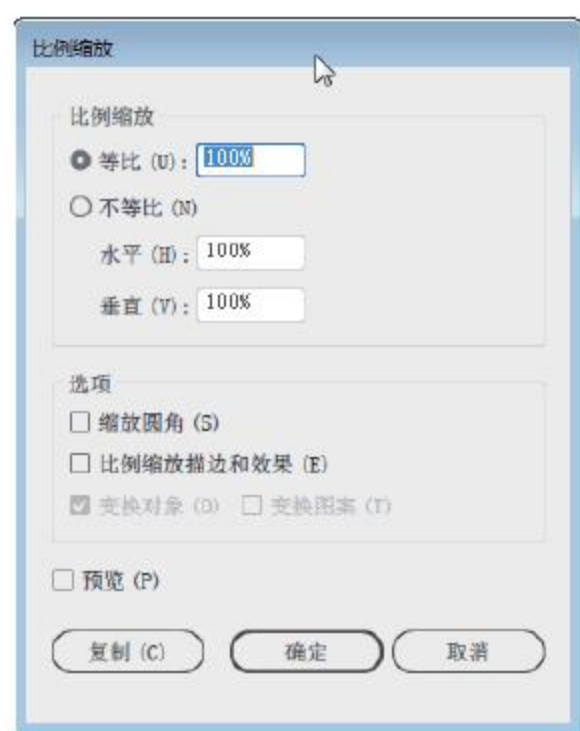 比例缩放
比例缩放
等比 (U): 100%
不等比 (N)
水平 (H): 100%
垂直 (V): 100%
选项
缩放圆角 (S)
比例缩放描边和效果 (E)
变换对象 (O) 变换图案 (T)
预览 (P)
复制 (C) 确定 取消